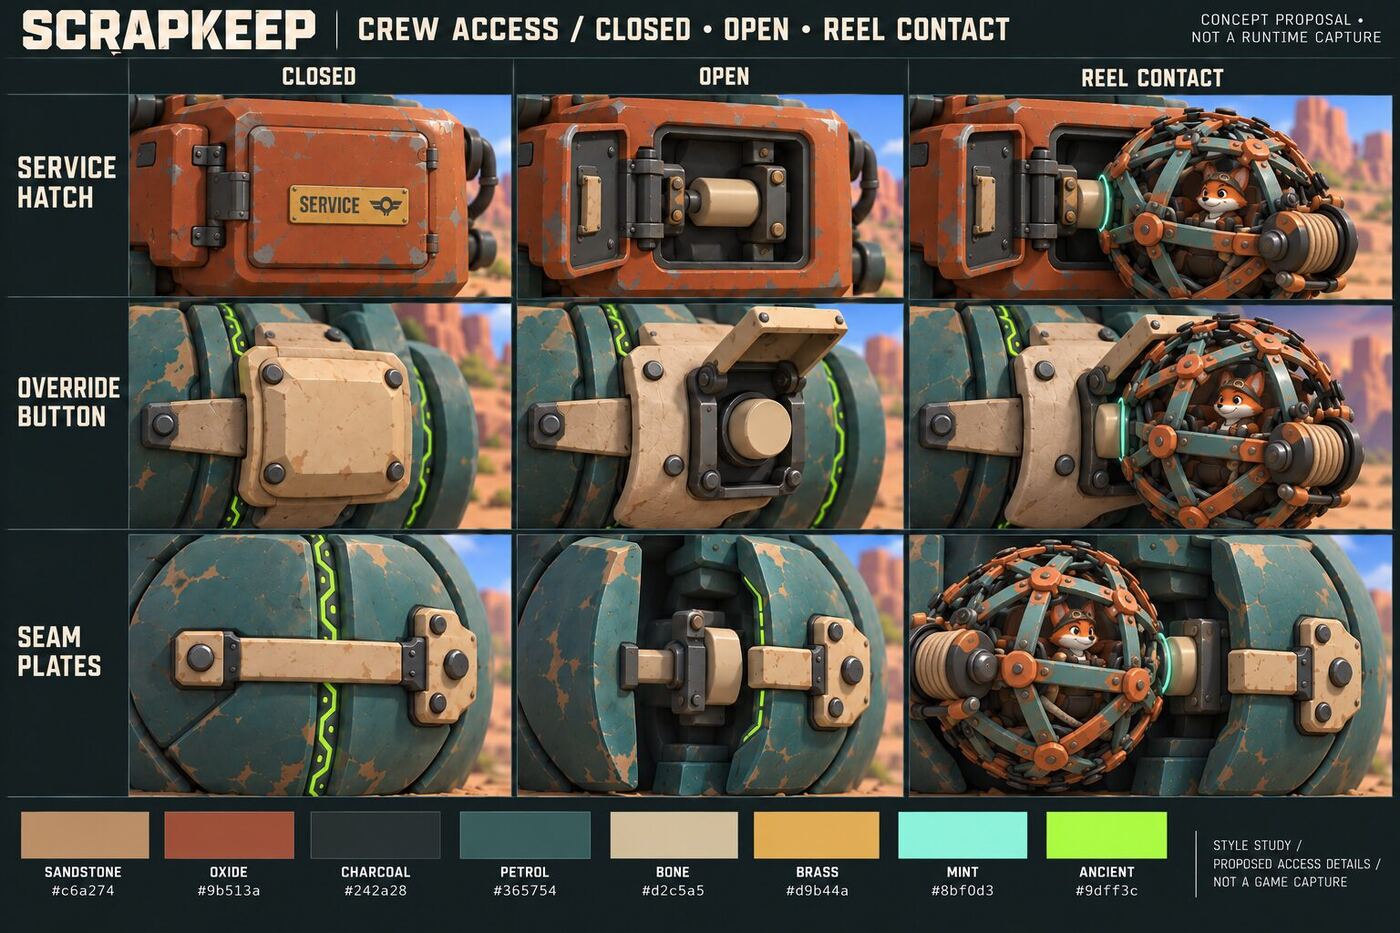 SCRAPKEEP
CREW ACCESS / CLOSED • OPEN • REEL CONTACT
CONCEPT PROPOSAL •
NOT A RUNTIME CAPTURE
CLOSED
OPEN
REEL CONTACT
SERVICE
HATCH
SERVICE
OVERRIDE
BUTTON
SEAM
PLATES
SANDSTONE
#c6a274
OXIDE
#9b513a
CHARCOAL
#242a28
PETROL
#365754
BONE
#d2c5a5
BRASS
#d9b44a
MINT
#8bf0d3
ANCIENT
#9dff3c
STYLE STUDY /
PROPOSED ACCESS DETAILS /
NOT A GAME CAPTURE